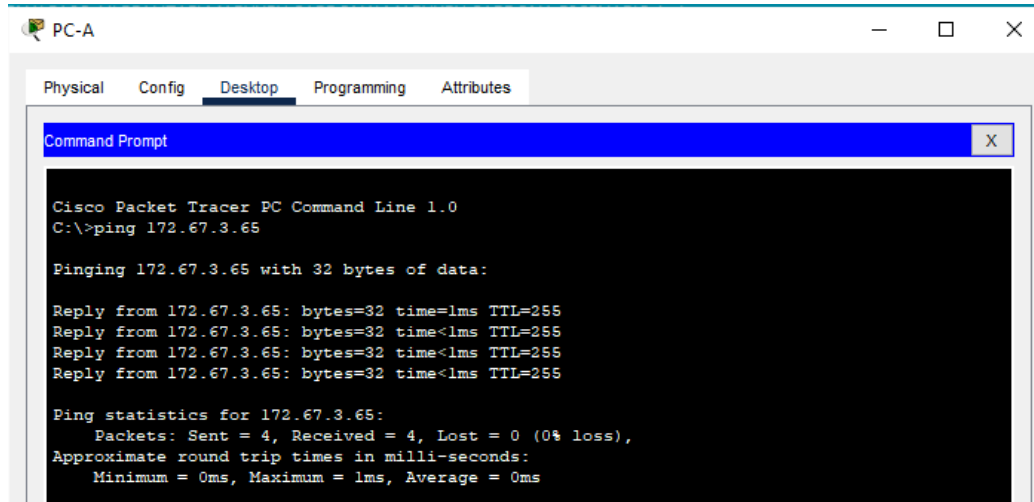 PC-A
Physical Config Desktop Programming Attributes
Command Prompt
X
Cisco Packet Tracer PC Command Line 1.0
C:\>ping 172.67.3.65
Pinging 172.67.3.65 with 32 bytes of data:
Reply from 172.67.3.65: bytes=32 time=1ms TTL=255
Reply from 172.67.3.65: bytes=32 time<1ms TTL=255
Reply from 172.67.3.65: bytes=32 time<1ms TTL=255
Reply from 172.67.3.65: bytes=32 time<1ms TTL=255
Ping statistics for 172.67.3.65:
Packets: Sent = 4, Received = 4, Lost = 0 (0% loss),
Approximate round trip times in milli-seconds:
Minimum = 0ms, Maximum = 1ms, Average = 0ms